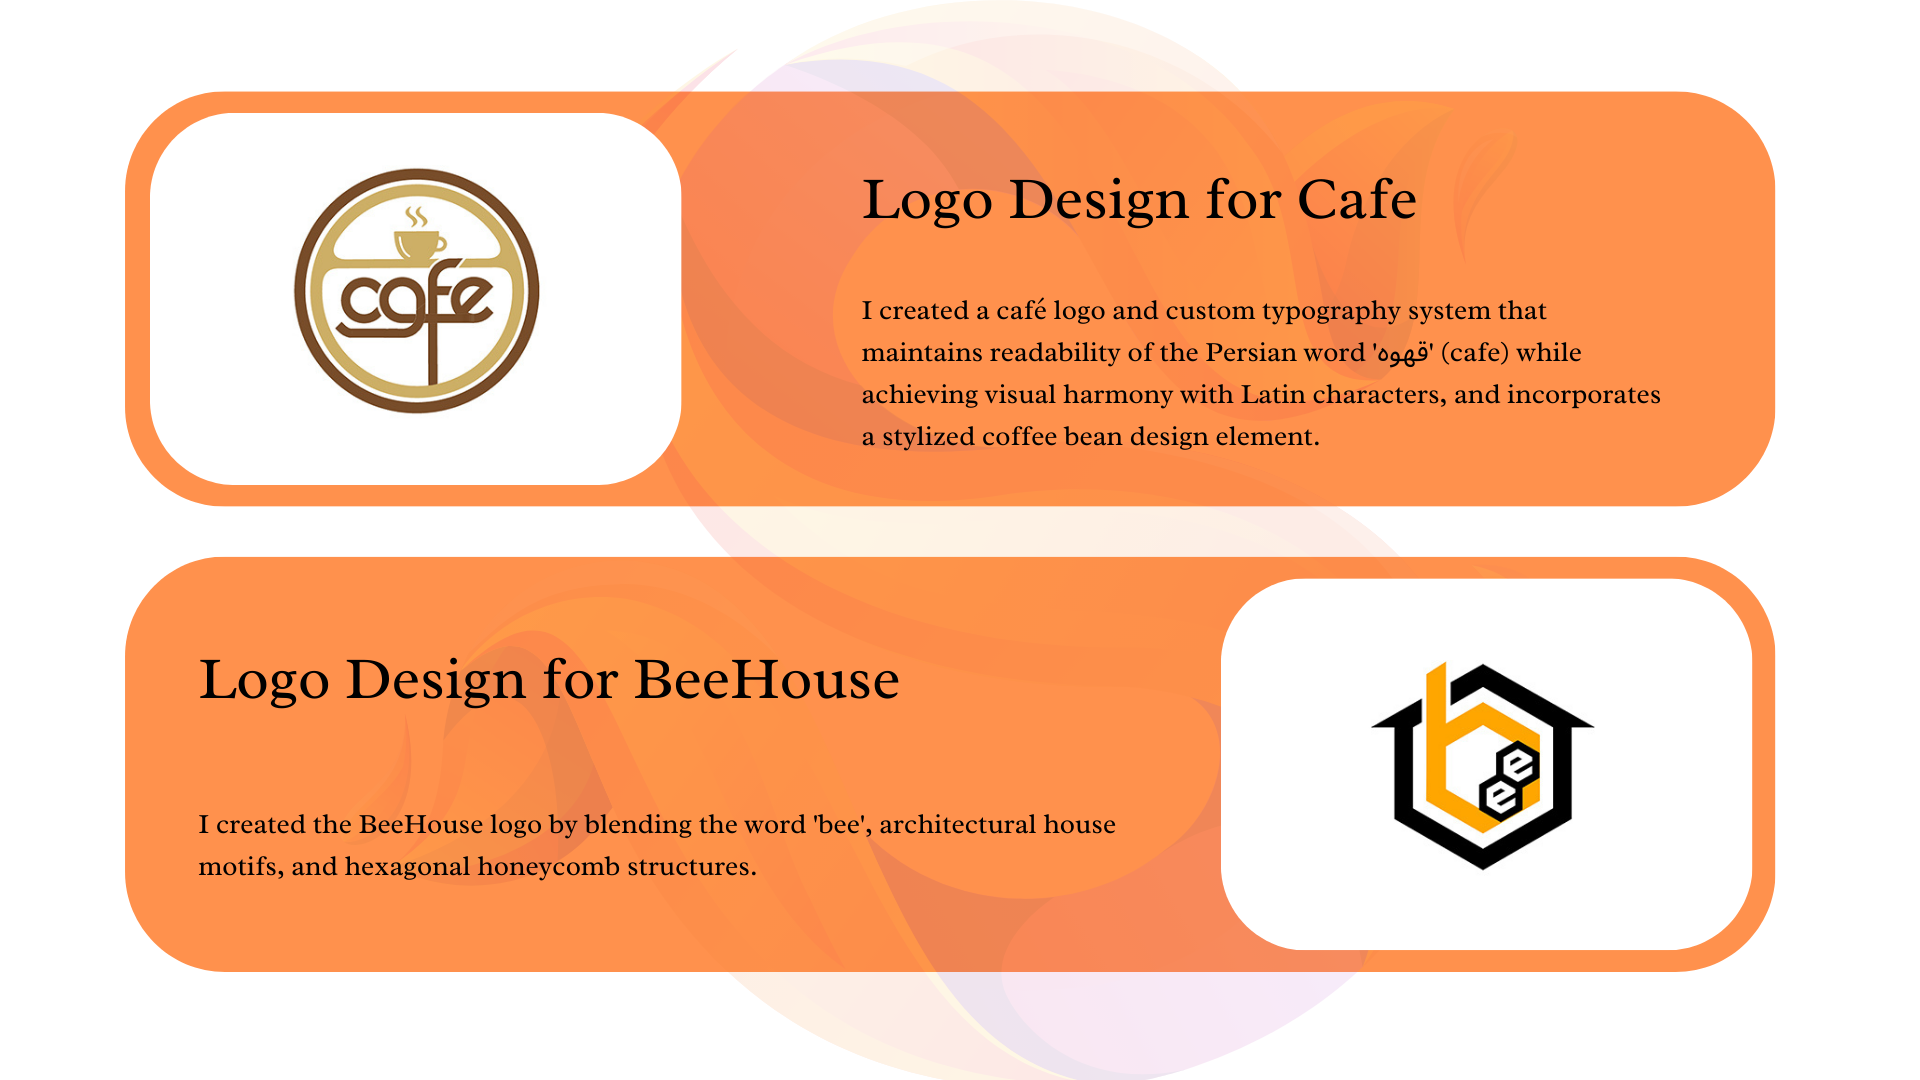 cafe
Logo Design for Cafe
I created a café logo and custom typography system that
maintains readability of the Persian word 'قهوه' (cafe) while
achieving visual harmony with Latin characters, and incorporates
a stylized coffee bean design element.
Logo Design for BeeHouse
I created the BeeHouse logo by blending the word 'bee', architectural house
motifs, and hexagonal honeycomb structures.
bee